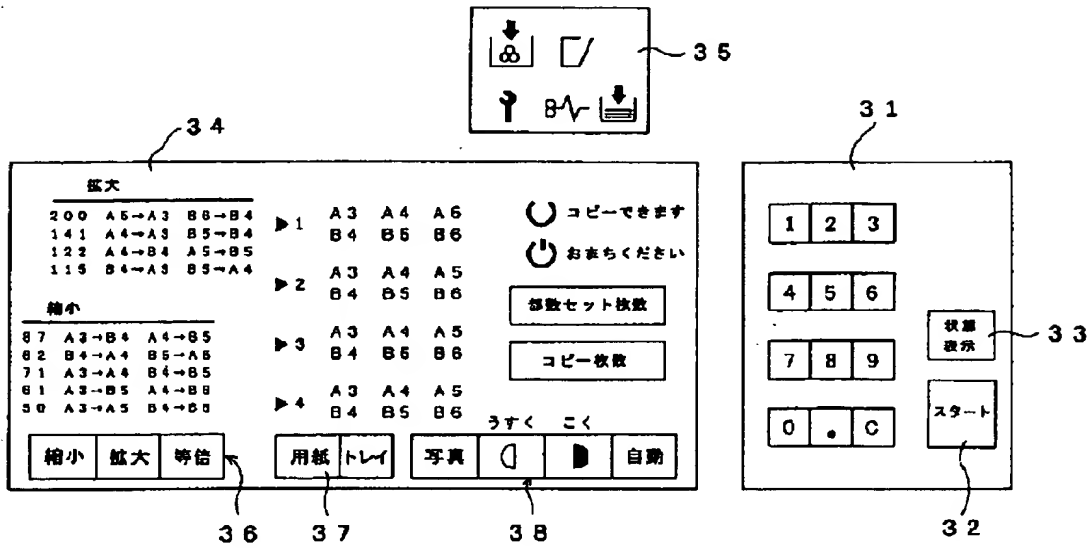 35
34
31
拡大
200 A5→A3 B6→B4
141 A4→A3 B5→B4
122 A4→B4 A5→B5
115 B4→A3 B5→A4
縮小
87 A3→B4 A4→B5
82 B4→A4 B5→A5
71 A3→A4 B4→B5
61 A3→B5 A4→B6
50 A3→A5 B4→B6
縮小 拡大 等倍
36
▶1 A3 A4 A5
B4 B5 B6
▶2 A3 A4 A5
B4 B5 B6
▶3 A3 A4 A5
B4 B5 B6
▶4 A3 A4 A5
B4 B5 B6
用紙 トレイ
37
コピーできます
おまちください
部数セット枚数
コピー枚数
うすく こく
写真 自動
38
1 2 3
4 5 6
7 8 9
0 . C
状態
表示
33
スタート
32